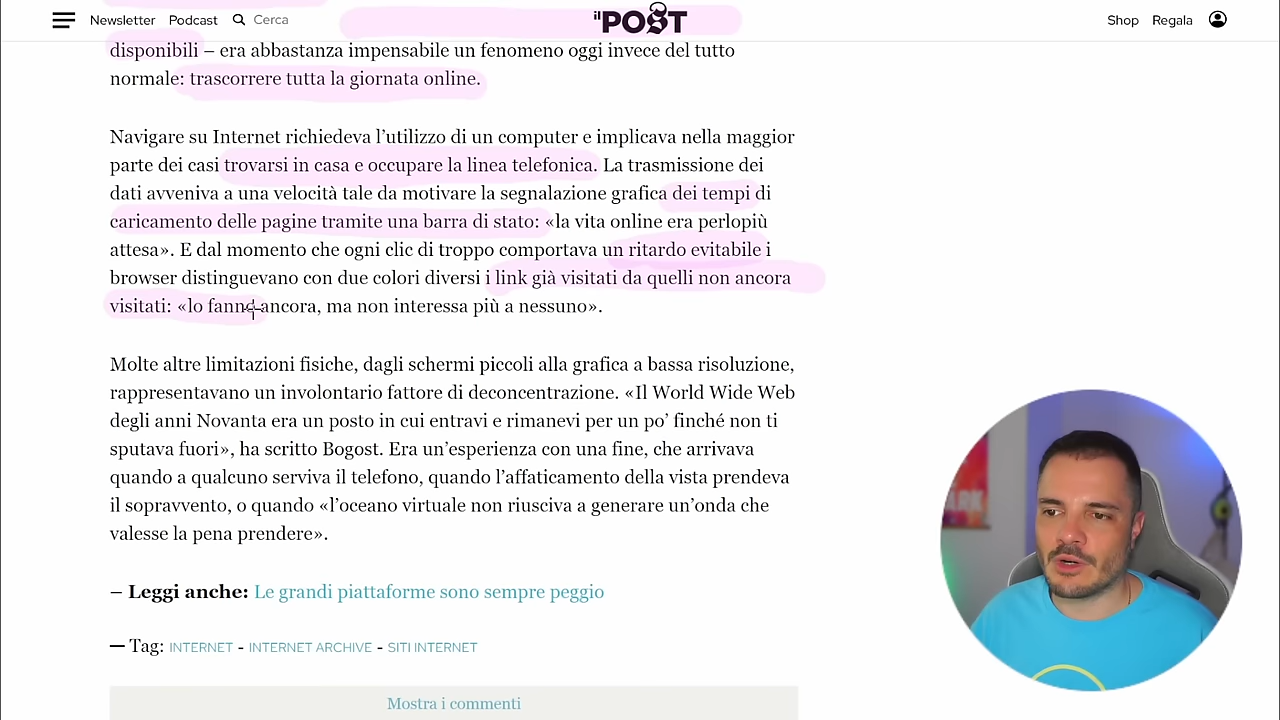 Newsletter Podcast Cerca il POST Shop Regala
disponibili – era abbastanza impensabile un fenomeno oggi invece del tutto
normale: trascorrere tutta la giornata online.
Navigare su Internet richiedeva l’utilizzo di un computer e implicava nella maggior
parte dei casi trovarsi in casa e occupare la linea telefonica. La trasmissione dei
dati avveniva a una velocità tale da motivare la segnalazione grafica dei tempi di
caricamento delle pagine tramite una barra di stato: «la vita online era perlopiù
attesa». E dal momento che ogni clic di troppo comportava un ritardo evitabile i
browser distinguevano con due colori diversi i link già visitati da quelli non ancora
visitati: «lo fanno ancora, ma non interessa più a nessuno».
Molte altre limitazioni fisiche, dagli schermi piccoli alla grafica a bassa risoluzione,
rappresentavano un involontario fattore di deconcentrazione. «Il World Wide Web
degli anni Novanta era un posto in cui entravi e rimanevi per un po’ finché non ti
sputava fuori», ha scritto Bogost. Era un’esperienza con una fine, che arrivava
quando a qualcuno serviva il telefono, quando l’affaticamento della vista prendeva
il sopravvento, o quando «l’oceano virtuale non riusciva a generare un’onda che
valesse la pena prendere».
– Leggi anche: Le grandi piattaforme sono sempre peggio
— Tag: INTERNET - INTERNET ARCHIVE - SITI INTERNET
Mostra i commenti